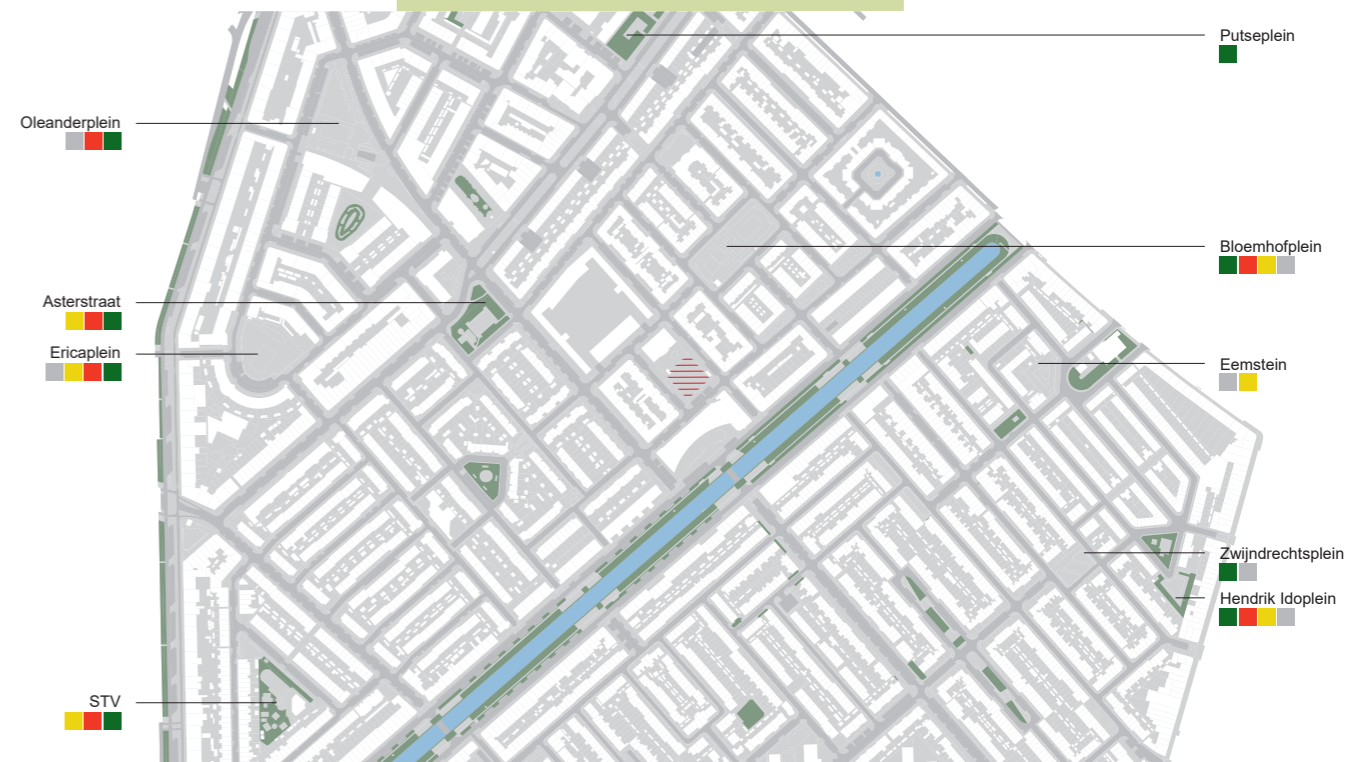 Putseplein
Oleanderplein
Bloemhofplein
Asterstraat
Ericaplein
Eemstein
Zwijndrechtsplein
Hendrik Idoplein
STV